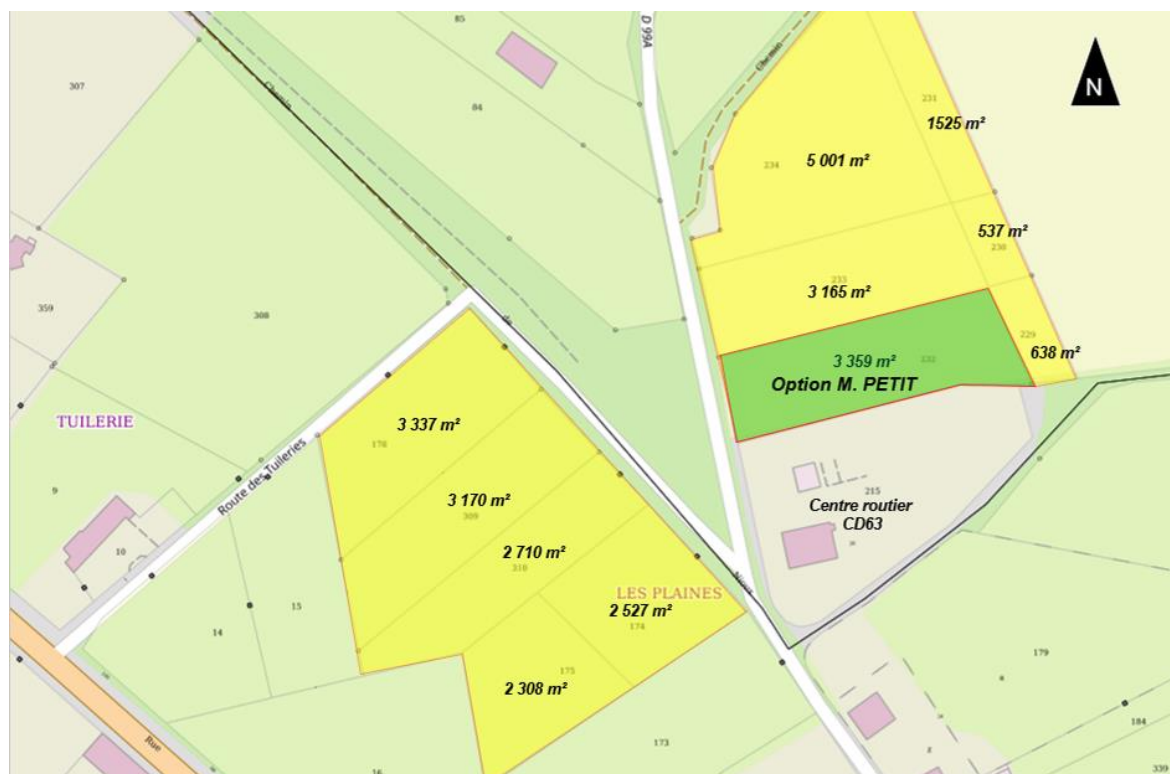 85
D 99A
Chemin
N
307
Chemin
84
231
1525 m²
5 001 m²
234
537 m²
230
233
3 165 m²
359
308
229
638 m²
3 359 m²
232
Option M. PETIT
TUILERIE
3 337 m²
178
Route des Tuileries
9
3 170 m²
309
215
Centre routier
CD63
10
2 710 m²
310
LES PLAINES
2 527 m²
174
15
14
175
179
2 308 m²
184
Rue
173
16
339